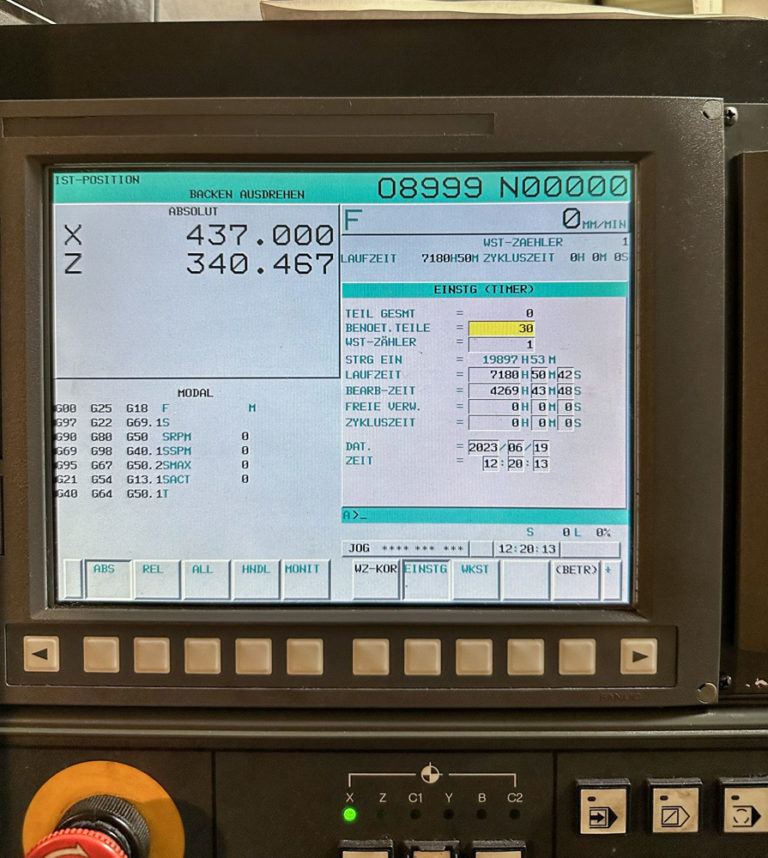 IST-POSITION
BACKEN AUSDREHEN
O8999 N00000
ABSOLUT
X 437.000
Z 340.467
F 0 MM/MIN
WST-ZAEHLER 1
LAUFZEIT 7180H50M ZYKLUSZEIT 0H 0M 0S
EINSTG (TIMER)
TEIL GESMT = 0
BENOET.TEILE = 30
WST-ZÄHLER = 1
STRG EIN = 19897H53M
LAUFZEIT = 7180H50M42S
BEARB-ZEIT = 4269H43M48S
FREIE VERW. = 0H 0M 0S
ZYKLUSZEIT = 0H 0M 0S
DAT. = 2023/06/19
ZEIT = 12:20:13
MODAL
G00 G25 G18 F M
G97 G22 G69.1S
G90 G80 G50 SRPM 0
G69 G98 G40.1SSPM 0
G95 G67 G50.2SMAX 0
G21 G54 G13.1SACT 0
G40 G64 G50.1T
A>_
S 0 L 0%
JOG **** *** *** 12:20:13
ABS REL ALL HNDL MONIT WZ-KOR EINSTG WKST (BETR) +
FANUC
X Z C1 Y B C2